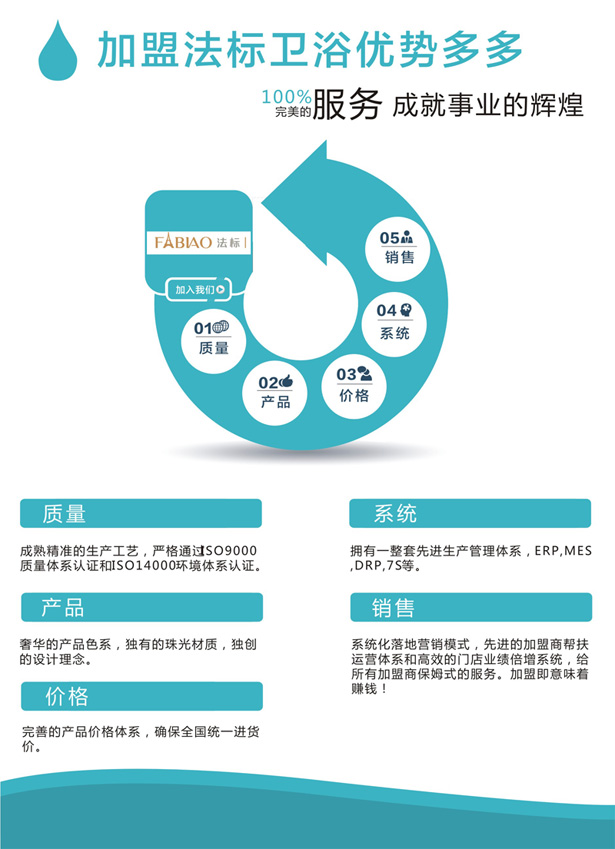 加盟法标卫浴优势多多
100%
完美的
服务 成就事业的辉煌
FABIAO 法标
加入我们
01
质量
02
产品
03
价格
04
系统
05
销售
质量
成熟精准的生产工艺，严格通过ISO9000
质量体系认证和ISO14000环境体系认证。
产品
奢华的产品色系，独有的珠光材质，独创
的设计理念。
价格
完善的产品价格体系，确保全国统一进货
价。
系统
拥有一整套先进生产管理体系，ERP,MES
,DRP,7S等。
销售
系统化落地营销模式，先进的加盟商帮扶
运营体系和高效的门店业绩倍增系统，给
所有加盟商保姆式的服务。加盟即意味着
赚钱！